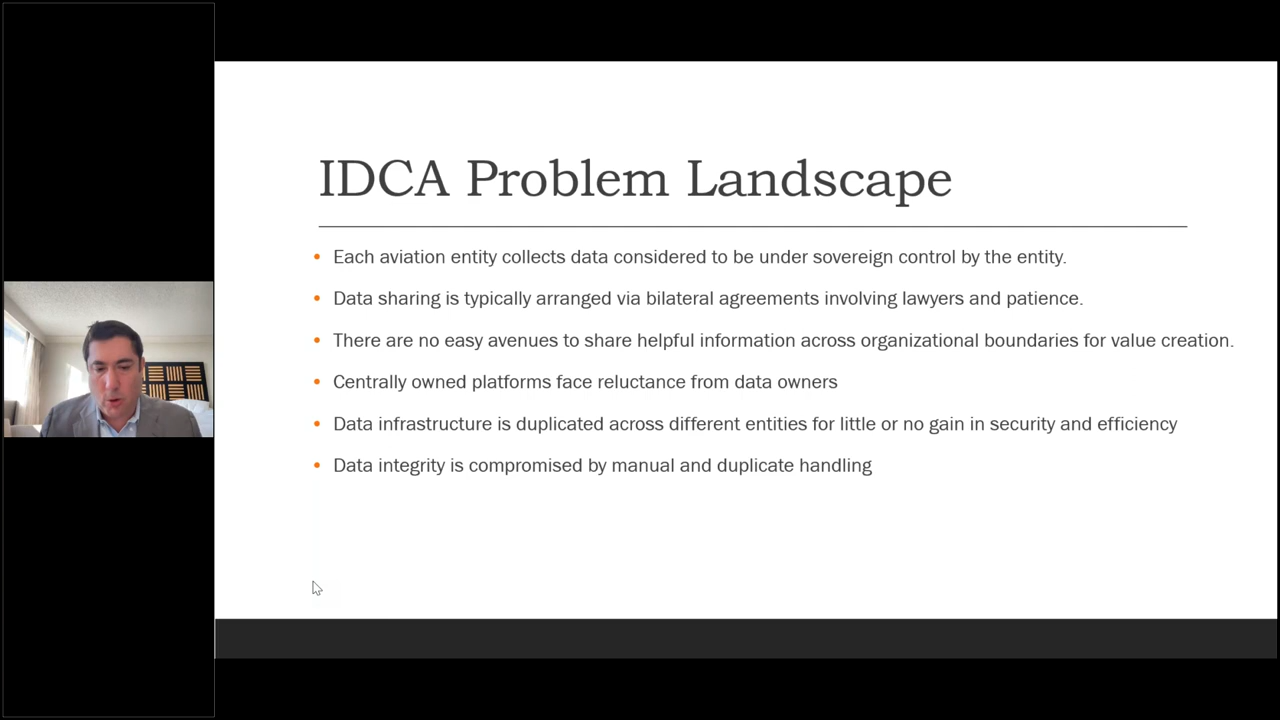 IDCA Problem Landscape
• Each aviation entity collects data considered to be under sovereign control by the entity.
• Data sharing is typically arranged via bilateral agreements involving lawyers and patience.
• There are no easy avenues to share helpful information across organizational boundaries for value creation.
• Centrally owned platforms face reluctance from data owners
• Data infrastructure is duplicated across different entities for little or no gain in security and efficiency
• Data integrity is compromised by manual and duplicate handling